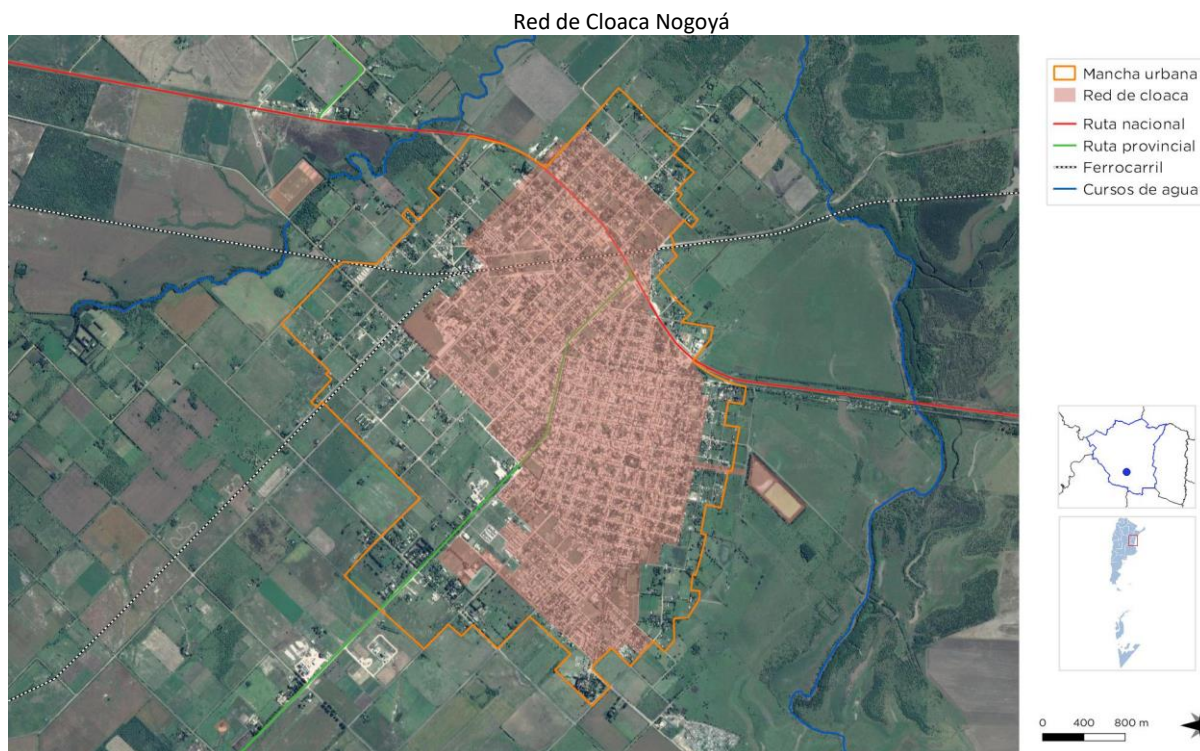 Red de Cloaca Nogoyá
Mancha urbana
Red de cloaca
Ruta nacional
Ruta provincial
Ferrocarril
Cursos de agua
0 400 800 m